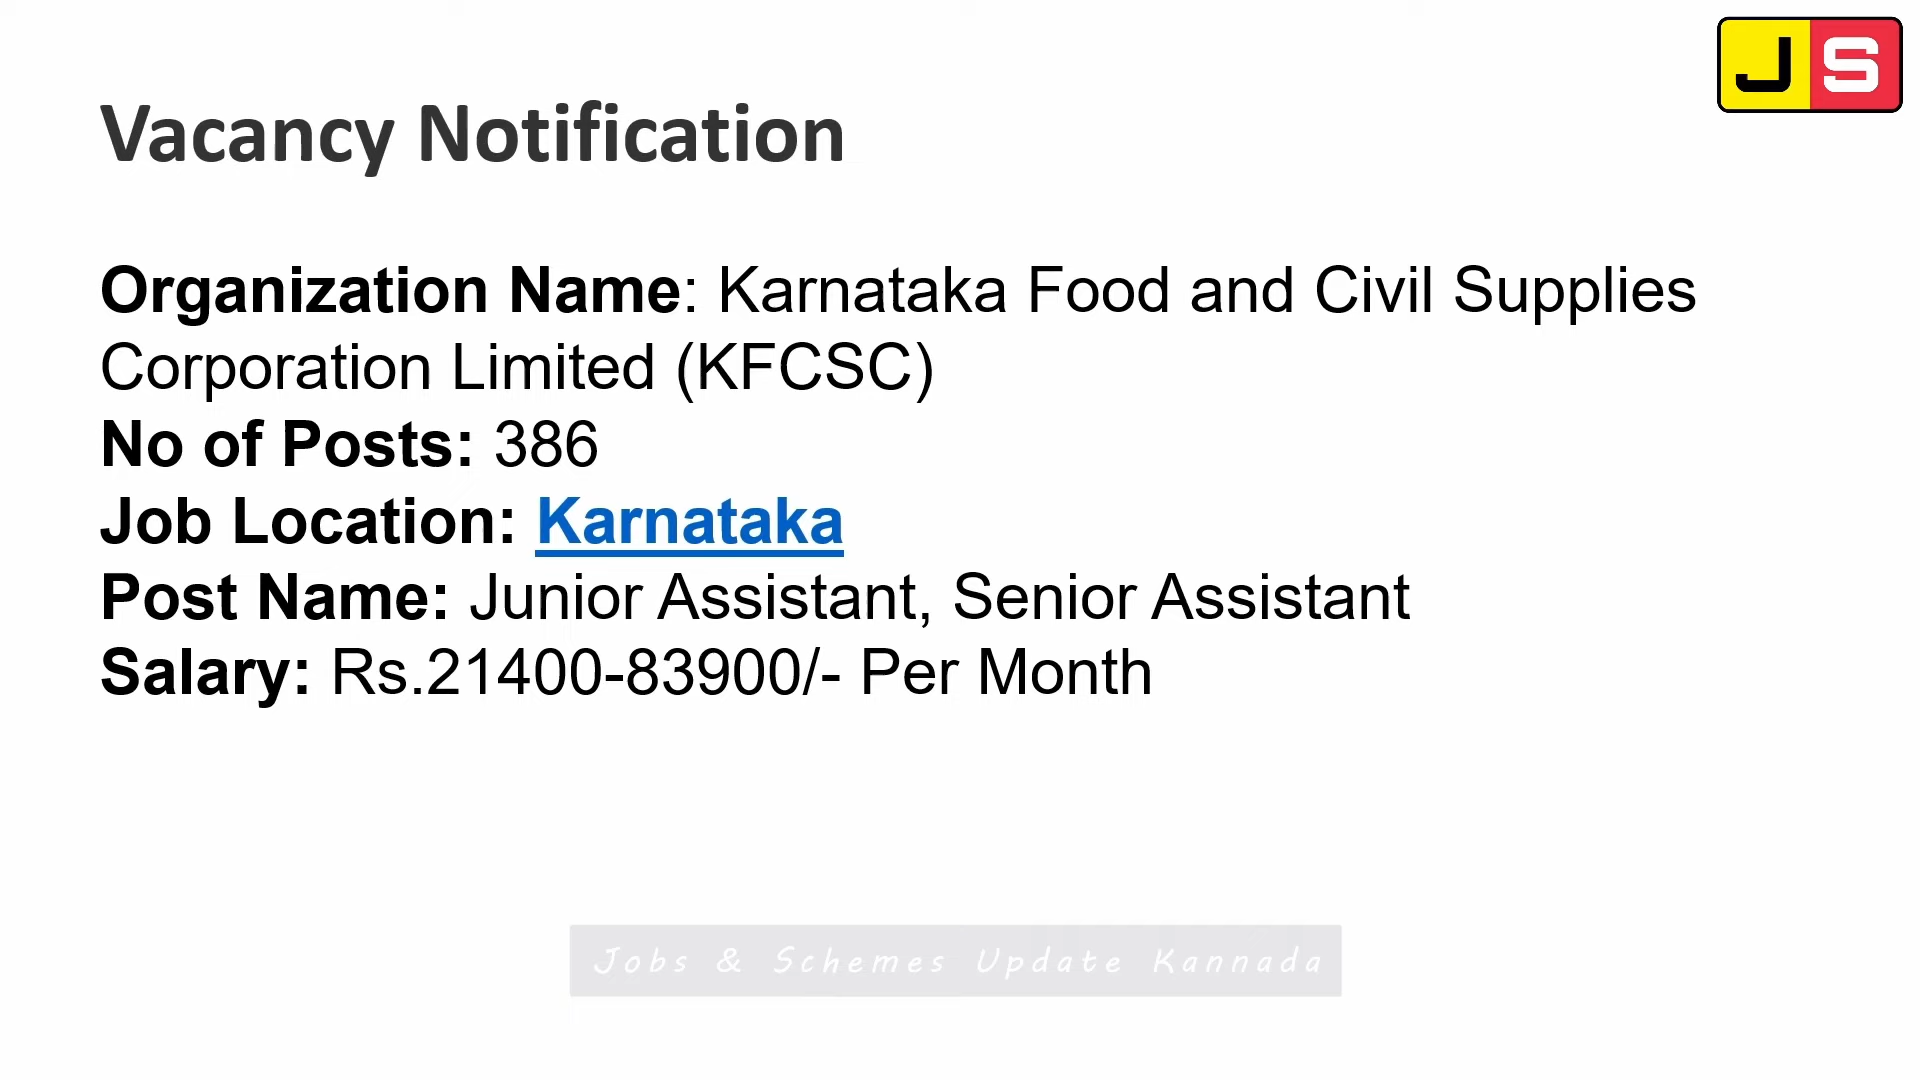 JS
Vacancy Notification
Organization Name: Karnataka Food and Civil Supplies
Corporation Limited (KFCSC)
No of Posts: 386
Job Location: Karnataka
Post Name: Junior Assistant, Senior Assistant
Salary: Rs.21400-83900/- Per Month
Jobs & Schemes Update Kannada